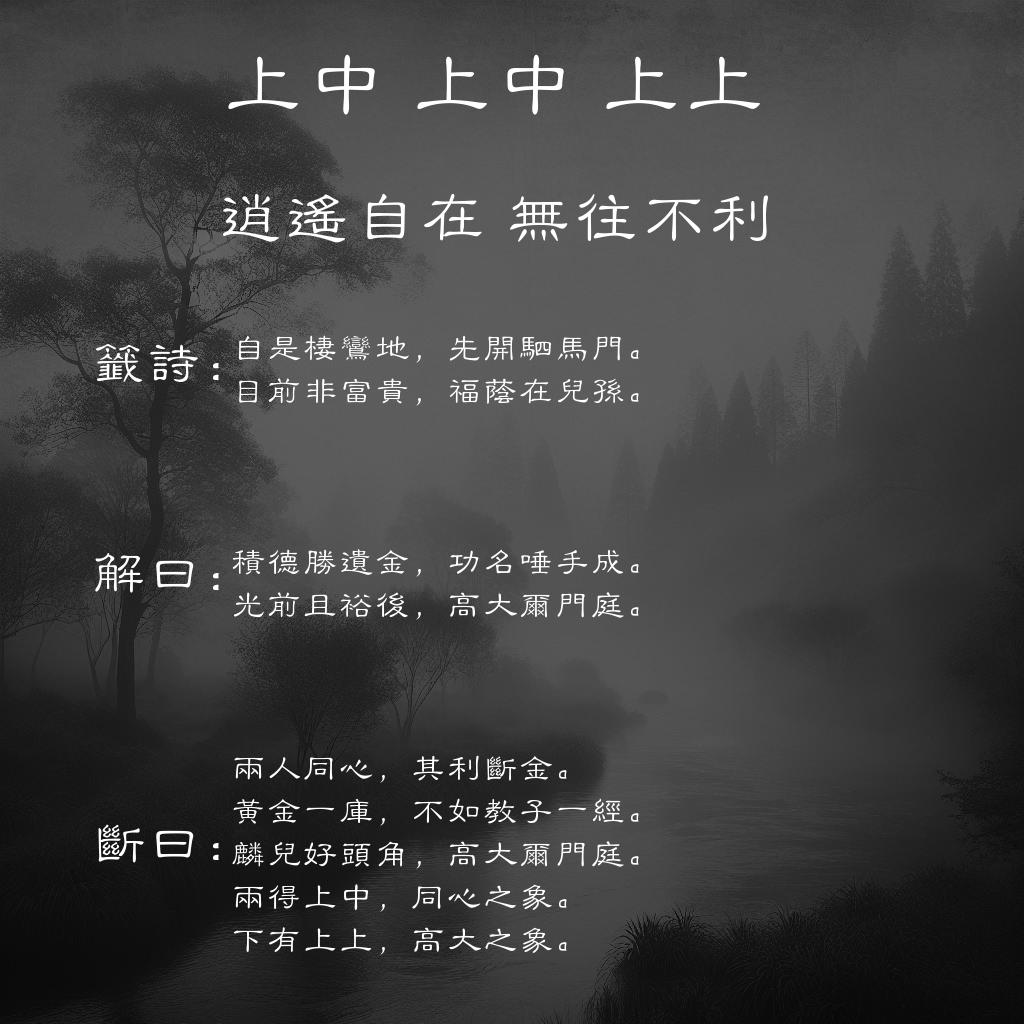 上中 上中 上上
逍遙自在 無往不利
籤詩：
自是棲鸞地，先開駟馬門。
目前非富貴，福蔭在兒孫。
解曰：
積德勝遺金，功名唾手成。
光前且裕後，高大爾門庭。
斷曰：
兩人同心，其利斷金。
黃金一庫，不如教子一經。
麟兒好頭角，高大爾門庭。
兩得上中，同心之象。
下有上上，高大之象。